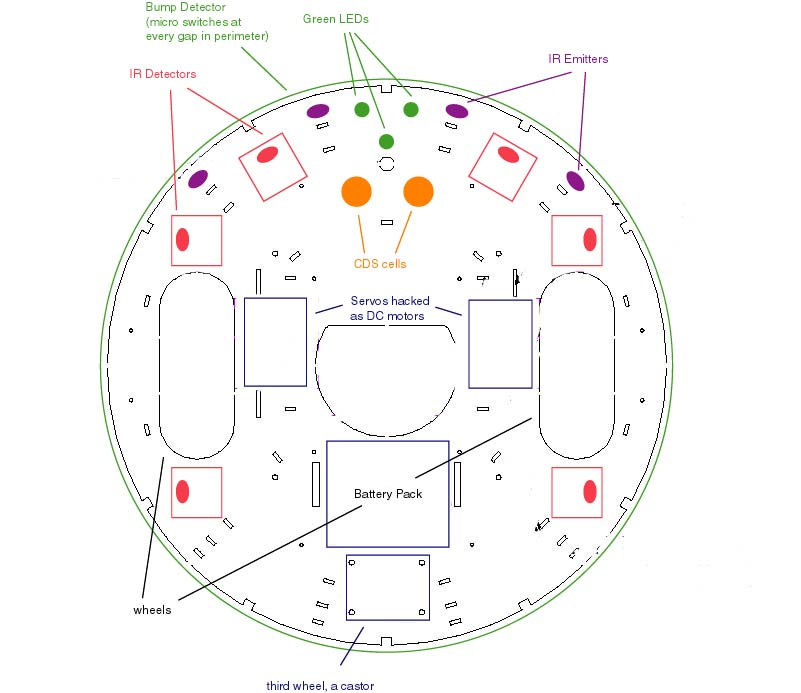 Bump Detector
(micro switches at
every gap in perimeter)
Green LEDs
IR Detectors
IR Emitters
CDS cells
Servos hacked
as DC motors
Battery Pack
wheels
third wheel, a castor